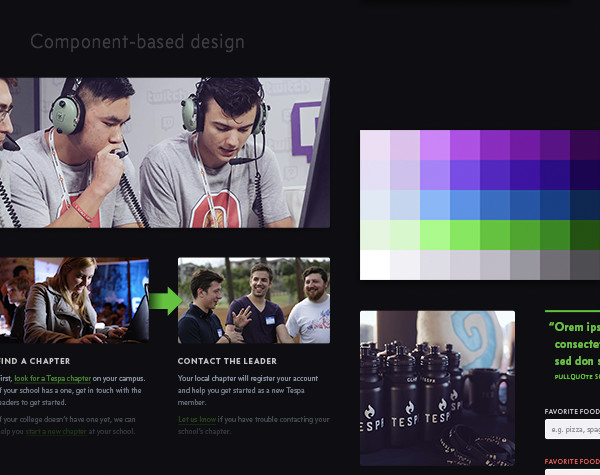 Component-based design
twitch
FIND A CHAPTER
First, look for a Tespa chapter on your campus.
If your school has a one, get in touch with the
leaders to get started.
If your college doesn't have one yet, we can
help you start a new chapter at your school.
CONTACT THE LEADER
Your local chapter will register your account
and help you get started as a new Tespa
member.
Let us know if you have trouble contacting your
school's chapter.
TESPA
"Orem ips
consectet
sed don s
PULLQUOTE S
FAVORITE FOOD
e.g. pizza, spag
FAVORITE FOOD